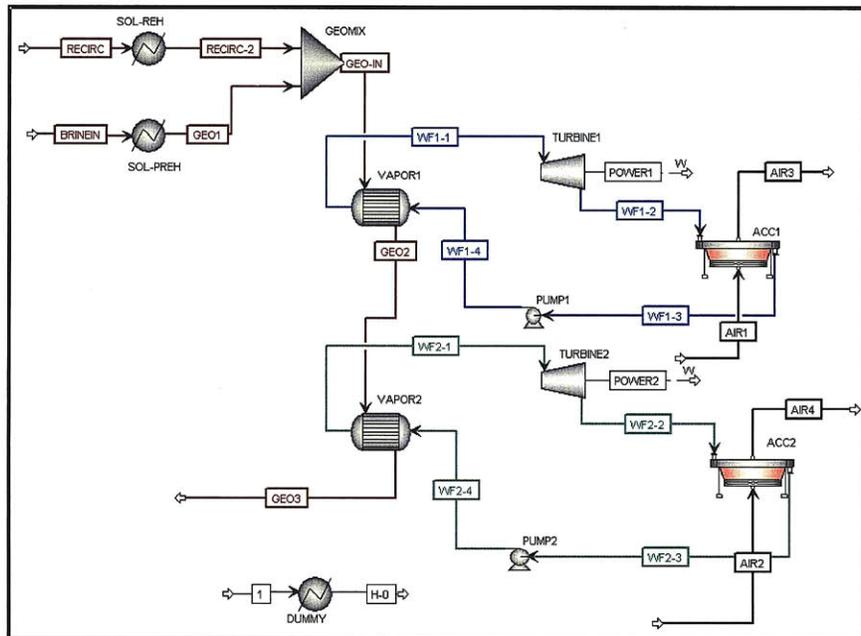 SOL-REH
GEOMIX
RECIRC
RECIRC-2
GEO-IN
BRINEIN
GEO1
SOL-PREH
WF1-1
TURBINE1
W
POWER1
AIR3
VAPOR1
WF1-2
ACC1
GEO2
WF1-4
PUMP1
WF1-3
AIR1
WF2-1
TURBINE2
W
POWER2
VAPOR2
AIR4
WF2-2
ACC2
GEO3
WF2-4
PUMP2
WF2-3
AIR2
1
H-0
DUMMY